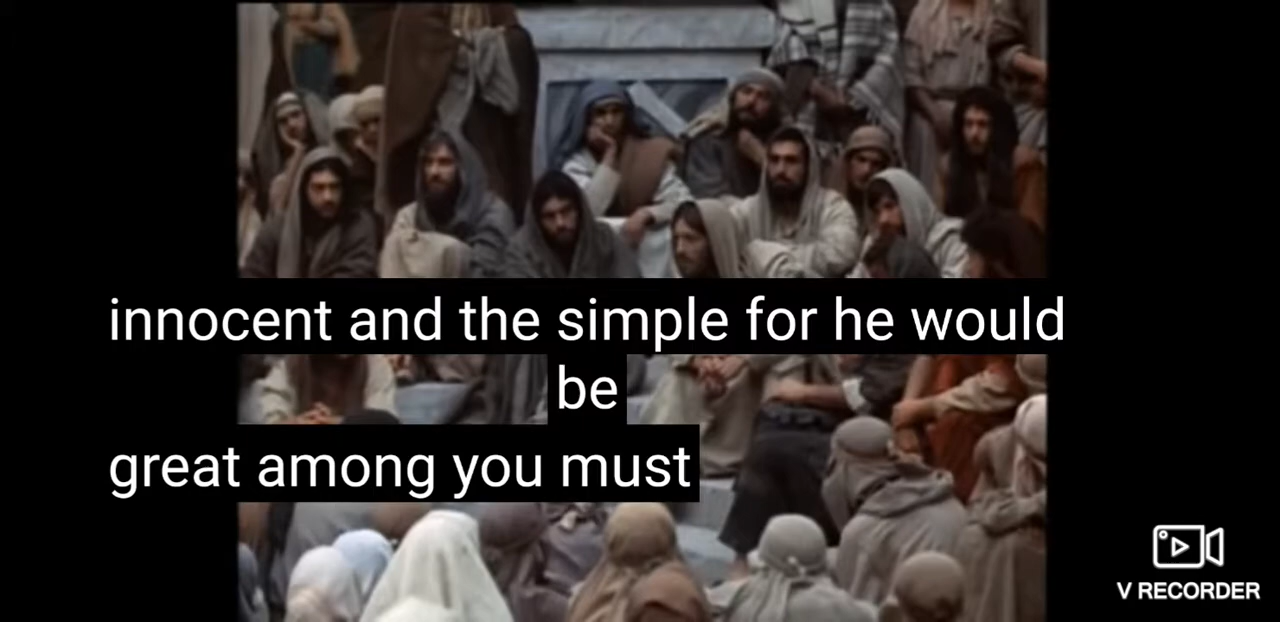 innocent and the simple for he would
be
great among you must
V RECORDER